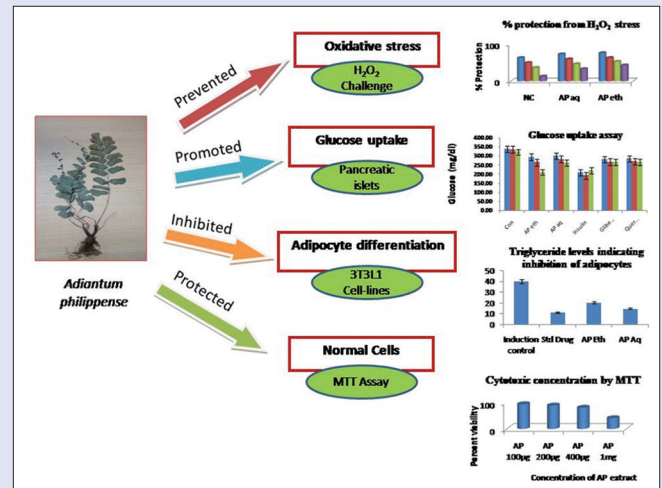 Adiantum
philippense
Prevented
Promoted
Inhibited
Protected
Oxidative stress
H₂O₂
Challenge
Glucose uptake
Pancreatic
islets
Adipocyte differentiation
3T3L1
Cell-lines
Normal Cells
MTT Assay
% protection from H₂O₂ stress
% Protection
100
0
NC AP aq AP eth
Glucose uptake assay
Glucose (mg/dl)
400.00
350.00
300.00
250.00
200.00
150.00
100.00
50.00
0.00
Con AP eth AP aq Insulin Glibe... Quer...
Triglyceride levels indicating
inhibition of adipocytes
50
40
30
20
10
0
Induction Std Drug AP Eth AP Aq
control
Cytotoxic concentration by MTT
Percent viability
100
0
AP AP AP AP
100µg 200µg 400µg 1mg
Concentration of AP extract